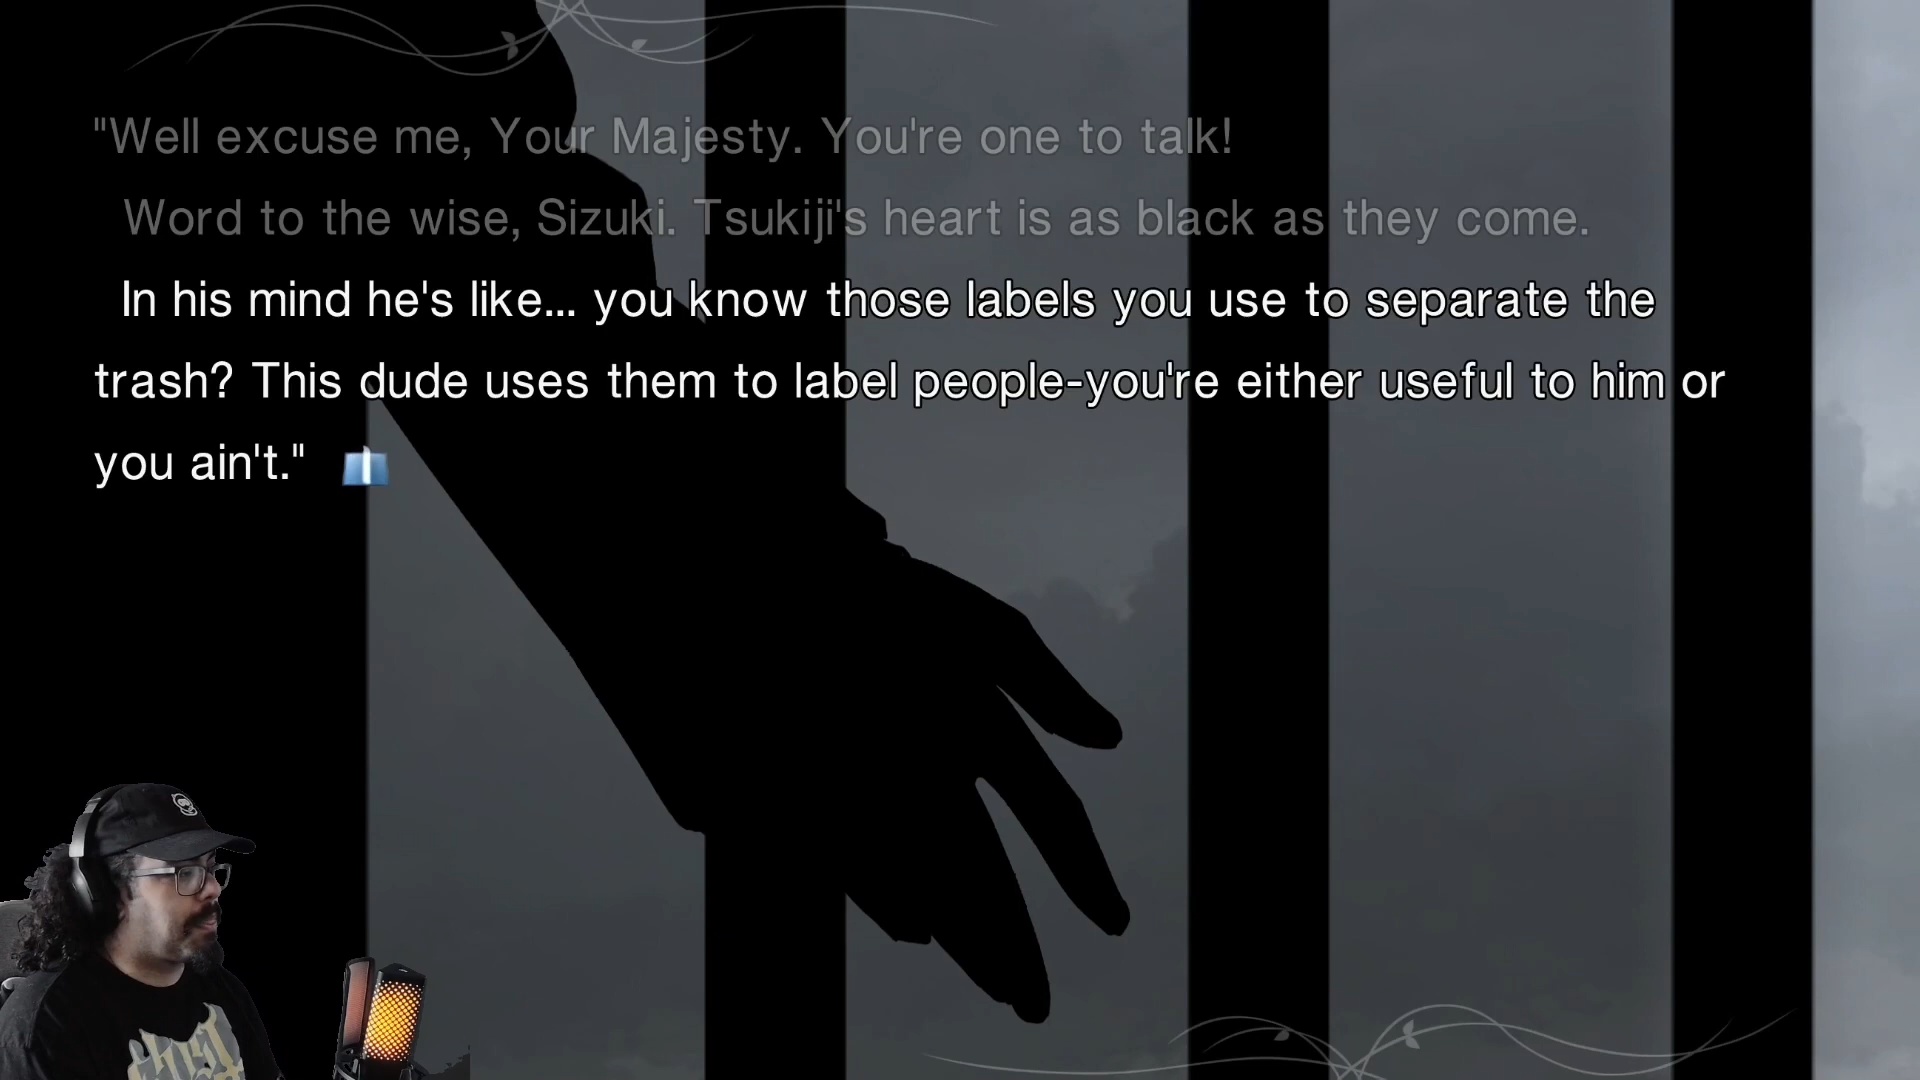 "Well excuse me, Your Majesty. You're one to talk!
Word to the wise, Sizuki. Tsukiji's heart is as black as they come.
In his mind he's like... you know those labels you use to separate the
trash? This dude uses them to label people-you're either useful to him or
you ain't."